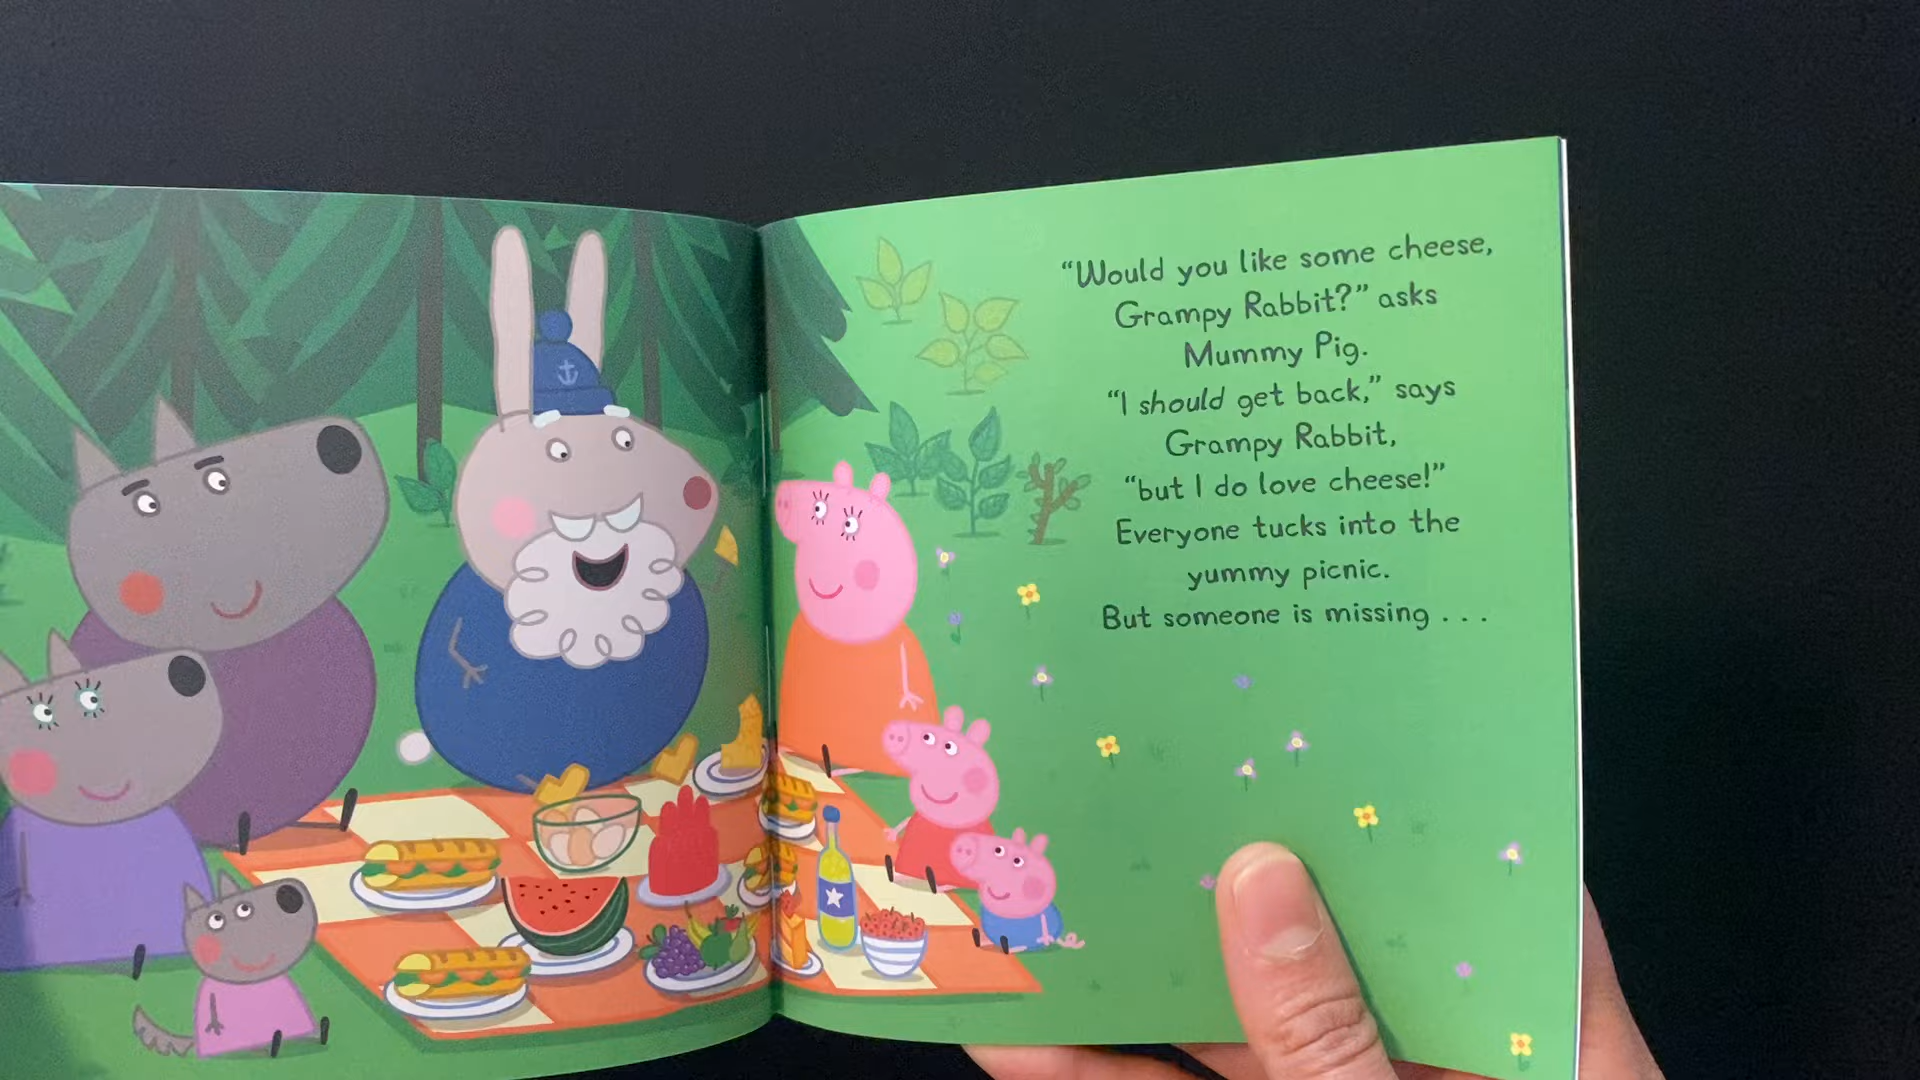 “Would you like some cheese,
Grampy Rabbit?” asks
Mummy Pig.
“I should get back,” says
Grampy Rabbit,
“but I do love cheese!”
Everyone tucks into the
yummy picnic.
But someone is missing . . .